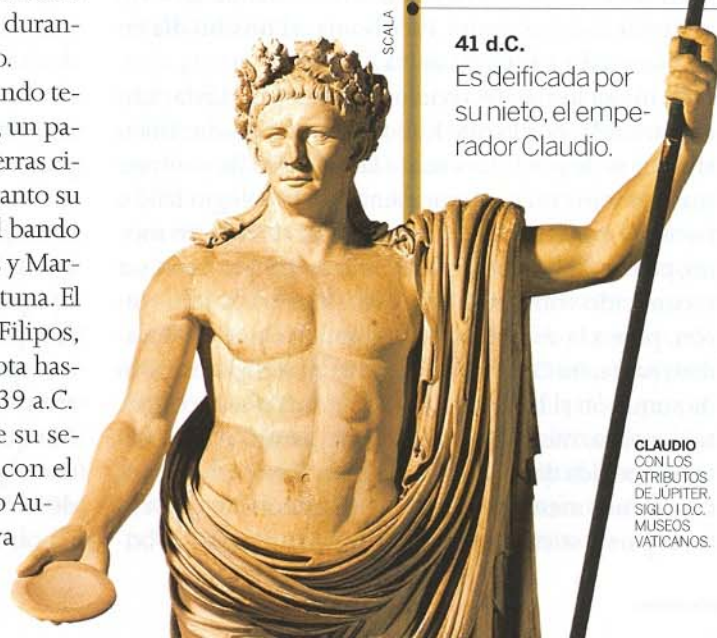 duran-
o.
ndo te-
, un pa-
erras ci-
anto su
l bando
s y Mar-
tuna. El
Filipos,
ota has-
39 a.C.
e su se-
con el
o Au-
va
SCALA
41 d.C.
Es deificada por
su nieto, el empe-
rador Claudio.
CLAUDIO
CON LOS
ATRIBUTOS
DE JÚPITER.
SIGLO I D.C.
MUSEOS
VATICANOS.